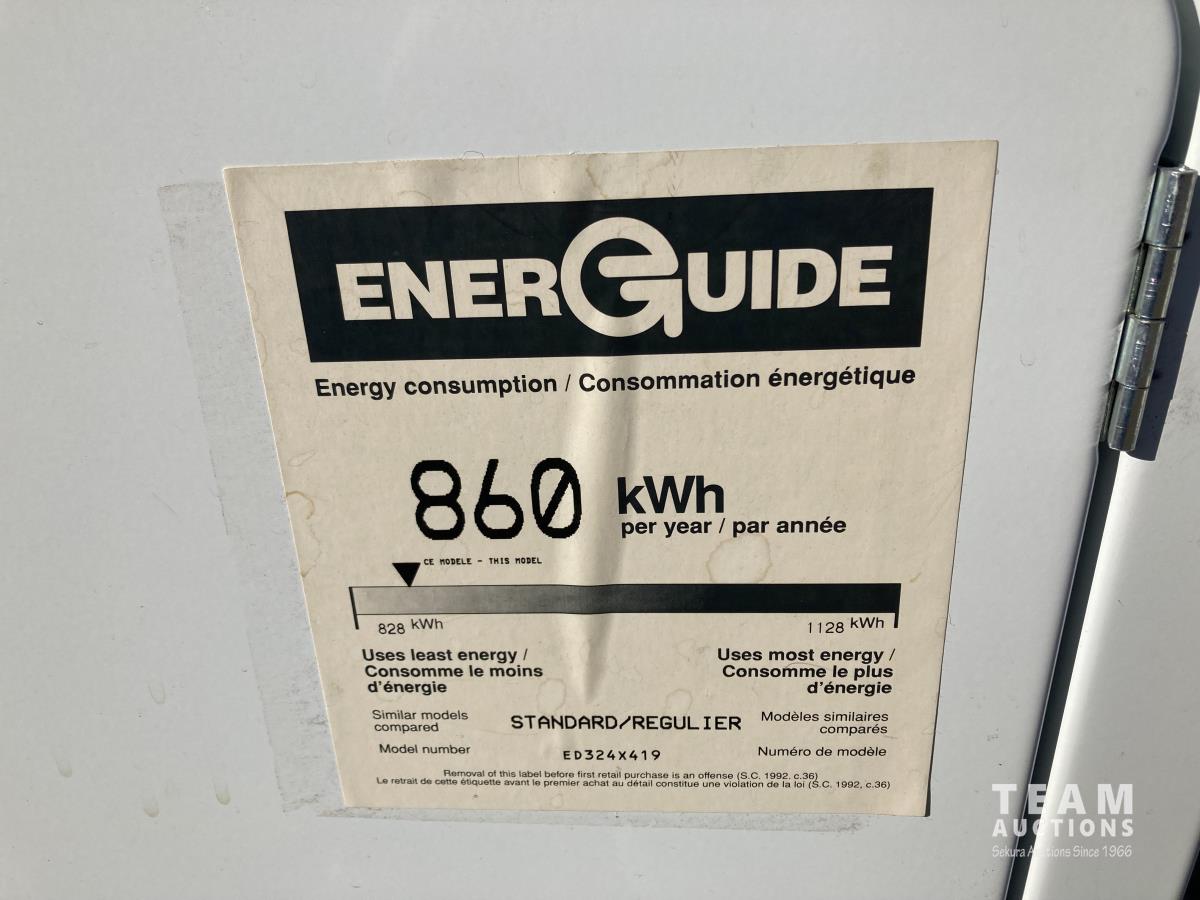 ENERGUIDE
Energy consumption / Consommation énergétique
860 kWh
per year / par année
CE MODELE - THIS MODEL
828 kWh
1128 kWh
Uses least energy /
Consomme le moins
d'énergie
Uses most energy /
Consomme le plus
d'énergie
Similar models
compared
STANDARD/REGULIER
Modèles similaires
comparés
Model number
ED324X419
Numéro de modèle
Removal of this label before first retail purchase is an offense (S.C. 1992, c.36)
Le retrait de cette étiquette avant le premier achat au détail constitue une violation de la loi (S.C. 1992, c.36)
TEAM
AUCTIONS
Sekura Auctions Since 1966